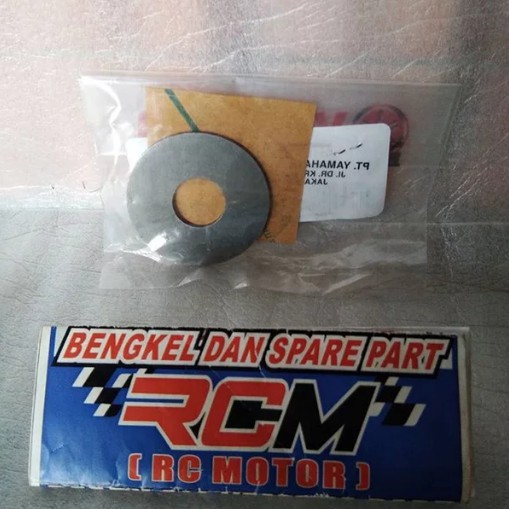 PT. YAMAHA
Jl. DR. KR
JAKA
BENGKEL DAN SPARE PART
RCM
( RC MOTOR )